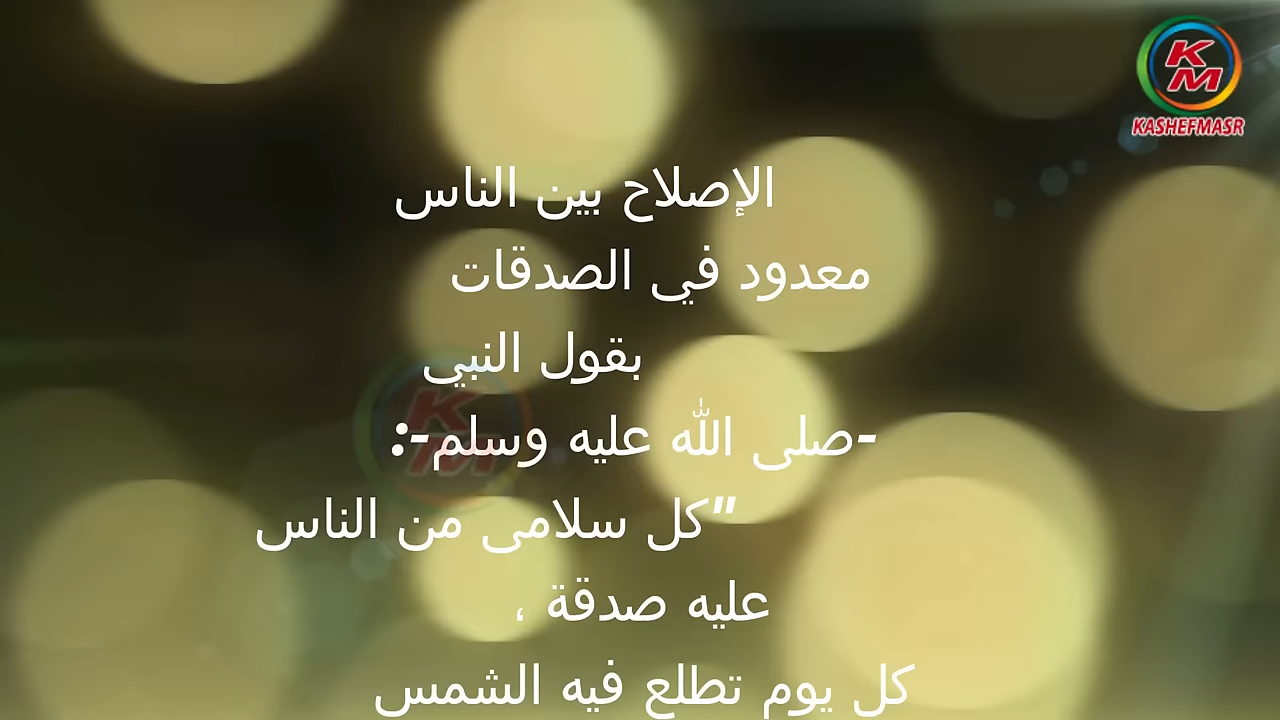 KM
KASHEFMASR
الإصلاح بين الناس
معدود في الصدقات
بقول النبي
-صلى الله عليه وسلم-:
"كل سلامى من الناس
عليه صدقة ،
كل يوم تطلع فيه الشمس
KM